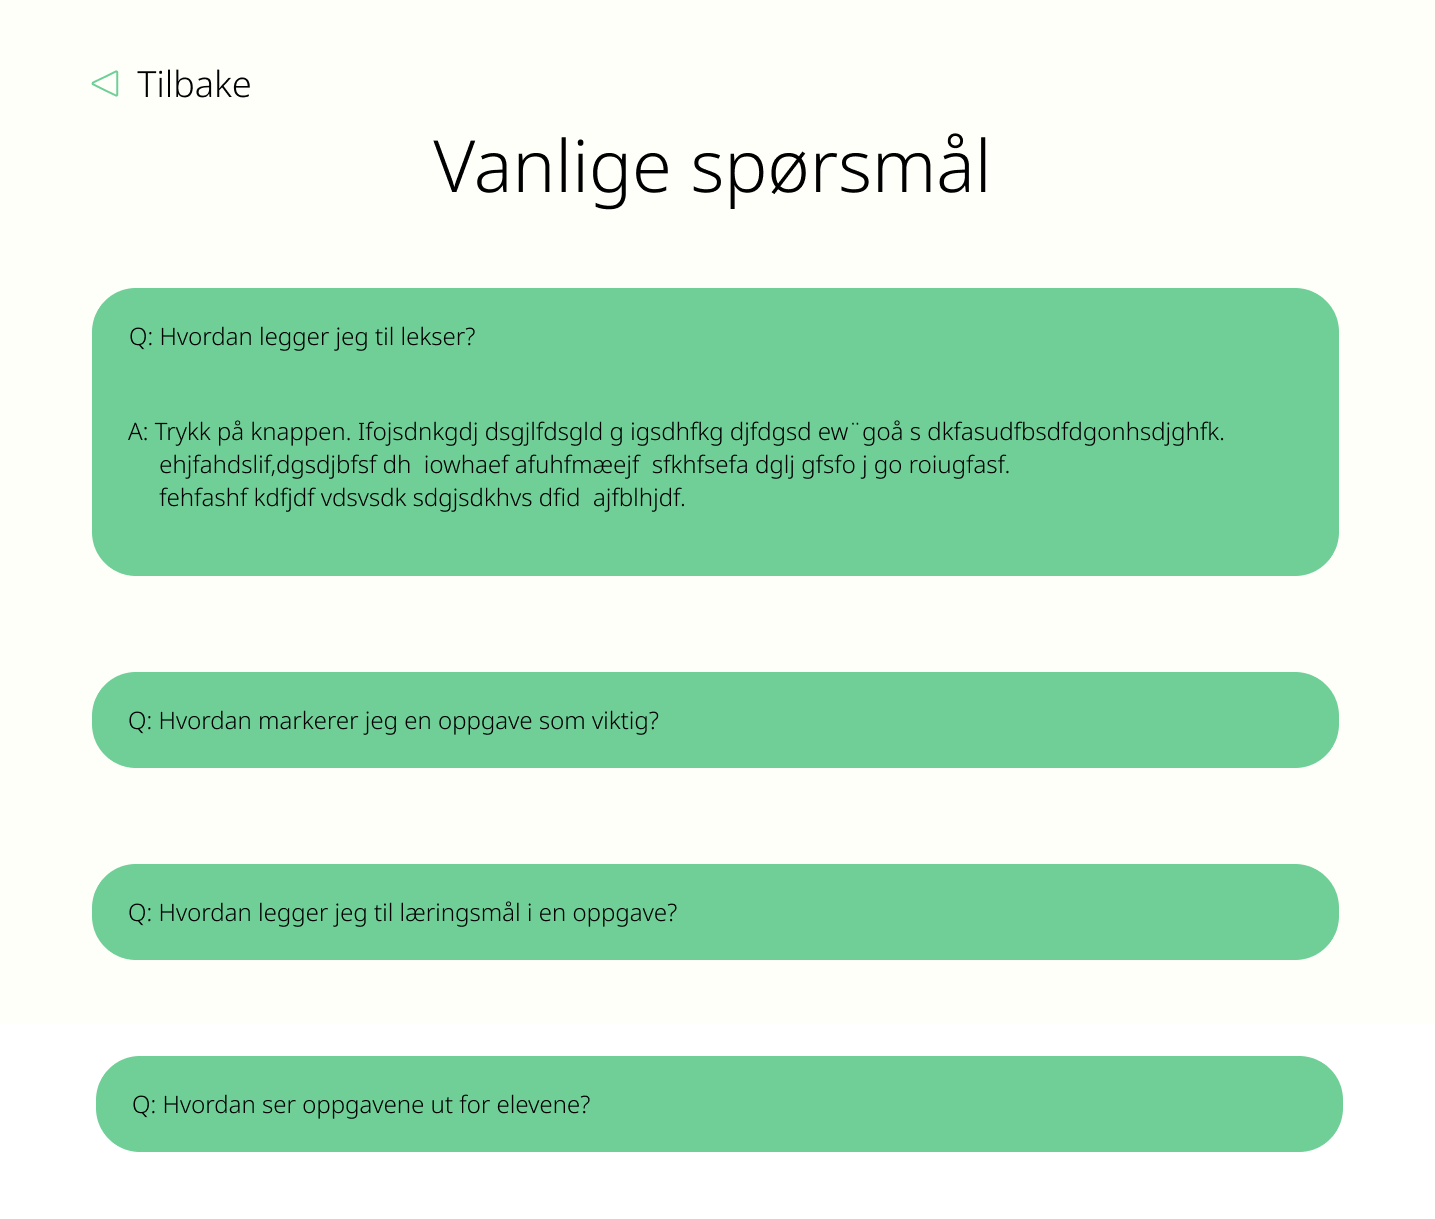 Tilbake
Vanlige spørsmål
Q: Hvordan legger jeg til lekser?
A: Trykk på knappen. Ifojsdnkgdj dsgjlfdsgld g igsdhfkg djfdgsd ew¨goå s dkfasudfbsdfdgonhsdjghfk.
ehjfahdslif,dgsdjbfsf dh  iowhaef afuhfmæejf  sfkhfsefa dglj gfsfo j go roiugfasf.
fehfashf kdfjdf vdsvsdk sdgjsdkhvs dfid  ajfblhjdf.
Q: Hvordan markerer jeg en oppgave som viktig?
Q: Hvordan legger jeg til læringsmål i en oppgave?
Q: Hvordan ser oppgavene ut for elevene?